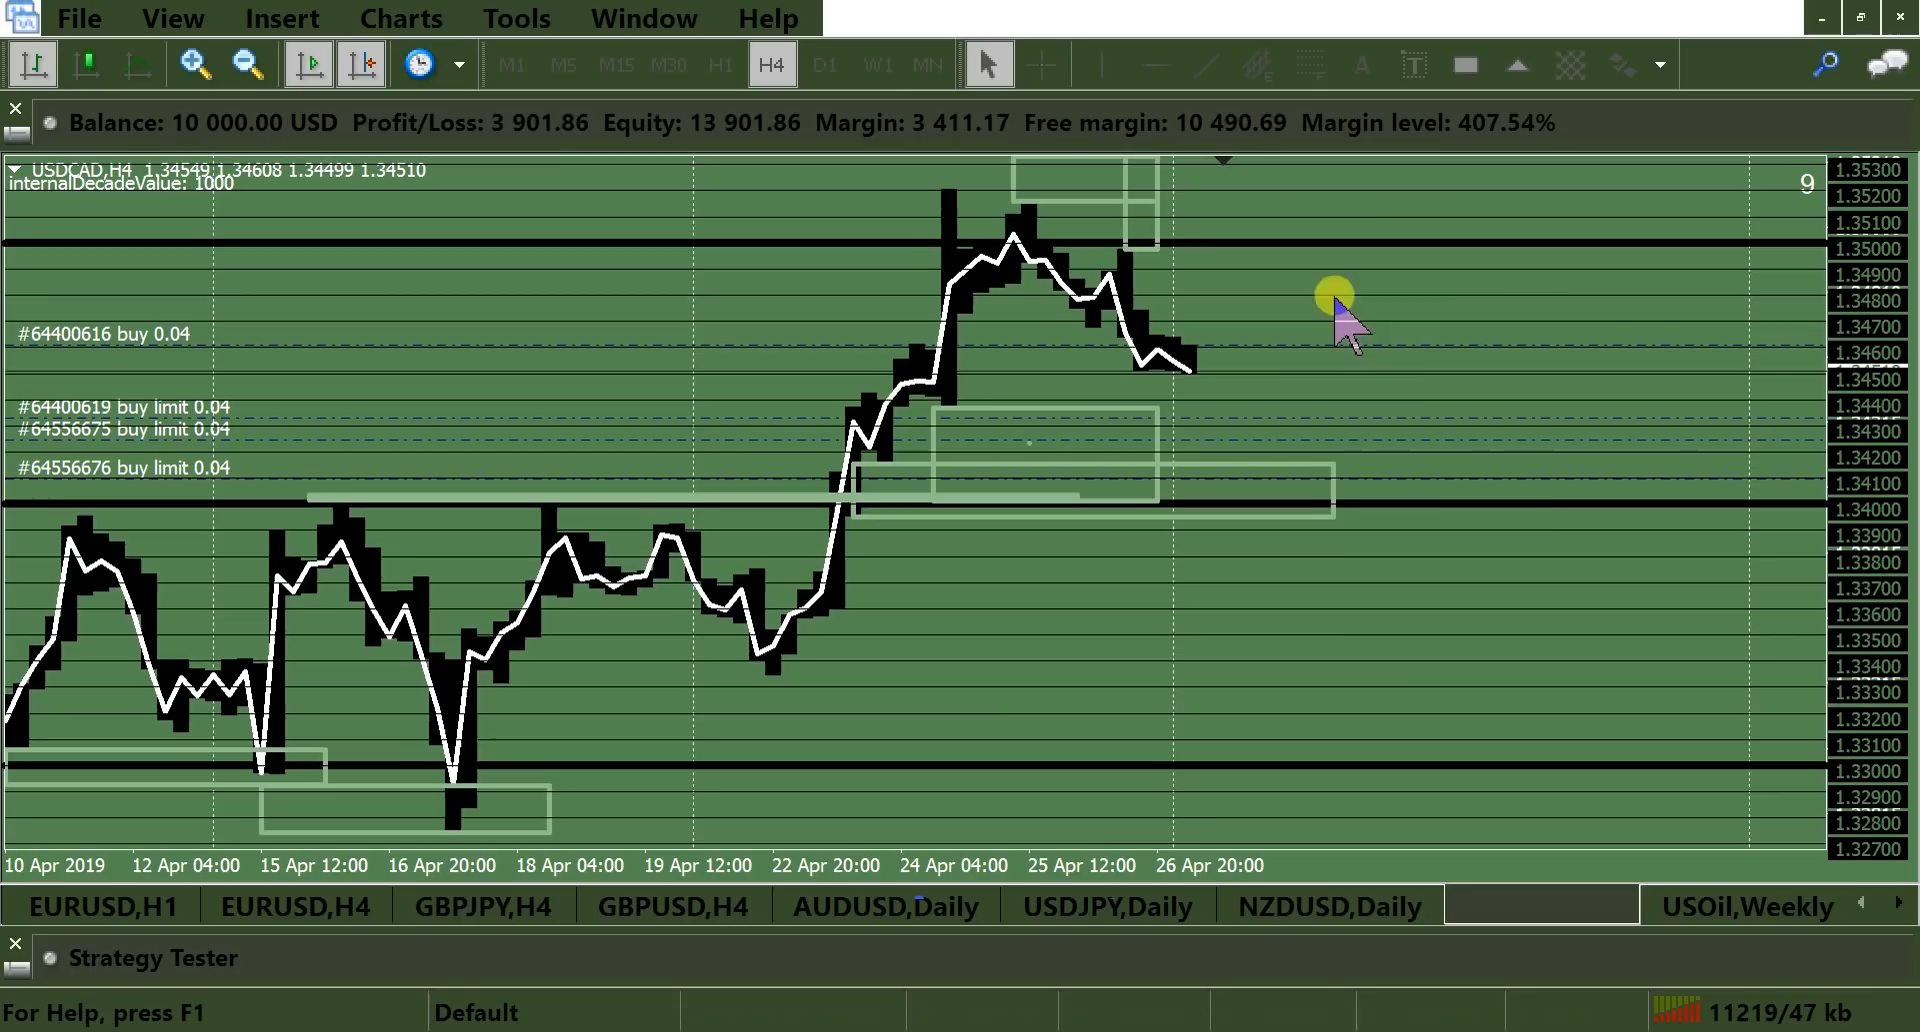 File View Insert Charts Tools Window Help
M1 M5 M15 M30 H1 H4 D1 W1 MN
Balance: 10 000.00 USD Profit/Loss: 3 901.86 Equity: 13 901.86 Margin: 3 411.17 Free margin: 10 490.69 Margin level: 407.54%
USDCAD,H4 1.34549 1.34608 1.34499 1.34510
internalDecadeValue: 1000
9
#64400616 buy 0.04
#64400619 buy limit 0.04
#64556675 buy limit 0.04
#64556676 buy limit 0.04
1.35300
1.35200
1.35100
1.35000
1.34900
1.34800
1.34700
1.34600
1.34500
1.34400
1.34300
1.34200
1.34100
1.34000
1.33900
1.33800
1.33700
1.33600
1.33500
1.33400
1.33300
1.33200
1.33100
1.33000
1.32900
1.32800
1.32700
10 Apr 2019 12 Apr 04:00 15 Apr 12:00 16 Apr 20:00 18 Apr 04:00 19 Apr 12:00 22 Apr 20:00 24 Apr 04:00 25 Apr 12:00 26 Apr 20:00
EURUSD,H1 EURUSD,H4 GBPJPY,H4 GBPUSD,H4 AUDUSD,Daily USDJPY,Daily NZDUSD,Daily USOil,Weekly
Strategy Tester
For Help, press F1 Default 11219/47 kb